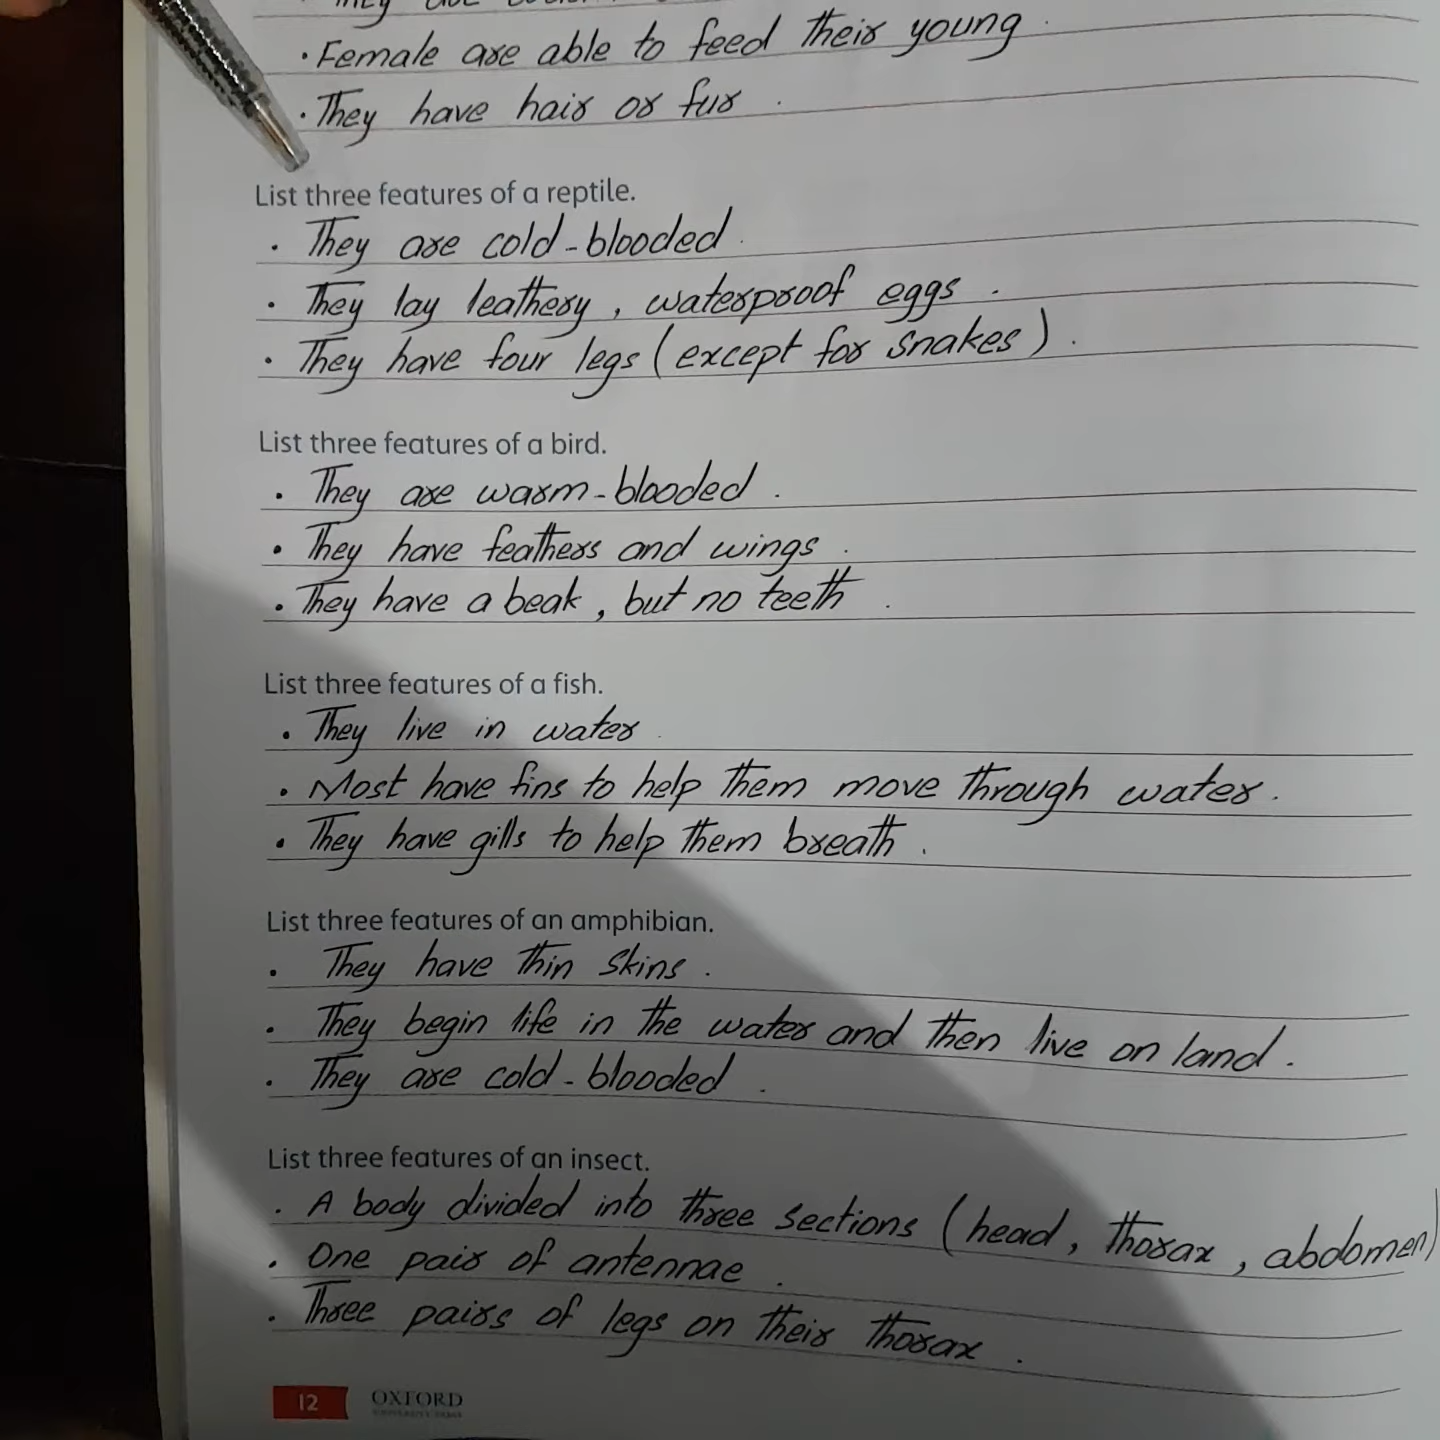 They are
· Female are able to feed their young.
· They have hair or fur.
List three features of a reptile.
· They are cold-blooded.
· They lay leathery, waterproof eggs.
· They have four legs (except for snakes).
List three features of a bird.
· They are warm-blooded.
· They have feathers and wings.
· They have a beak, but no teeth.
List three features of a fish.
· They live in water.
· Most have fins to help them move through water.
· They have gills to help them breath.
List three features of an amphibian.
· They have thin skins.
· They begin life in the water and then live on land.
· They are cold-blooded.
List three features of an insect.
· A body divided into three sections (head, thorax, abdomen)
· One pair of antennae.
· Three pairs of legs on their thorax.
12 OXFORD